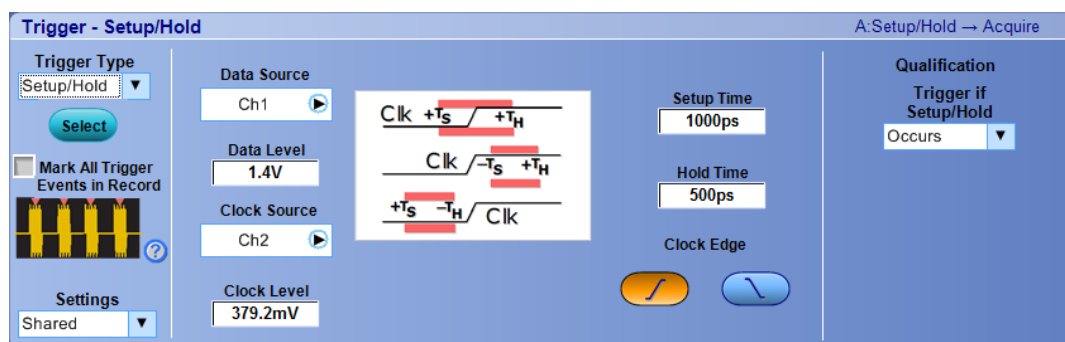 Trigger - Setup/Hold
A:Setup/Hold → Acquire
Trigger Type
Setup/Hold
Select
Mark All Trigger
Events in Record
?
Settings
Shared
Data Source
Ch1
Data Level
1.4V
Clock Source
Ch2
Clock Level
379.2mV
Clk +Ts +TH
Clk -Ts +TH
+Ts -TH Clk
Setup Time
1000ps
Hold Time
500ps
Clock Edge
Qualification
Trigger if
Setup/Hold
Occurs